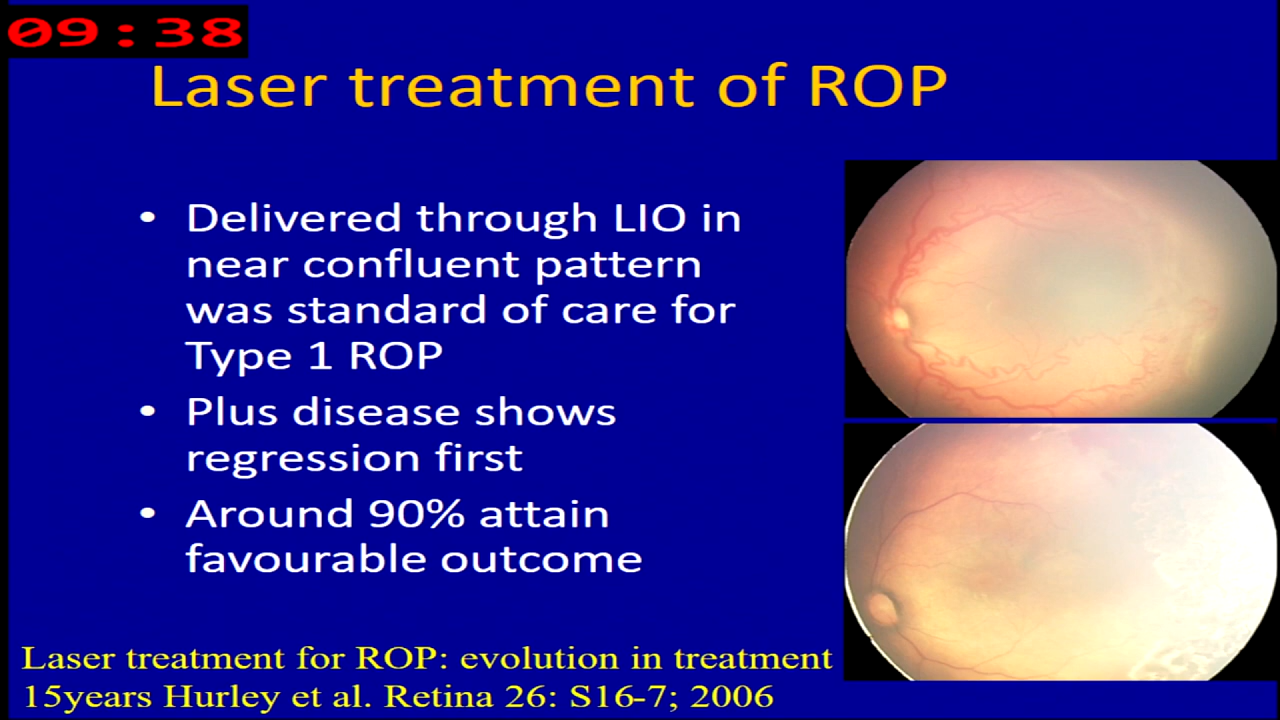 09:38
Laser treatment of ROP
• Delivered through LIO in
near confluent pattern
was standard of care for
Type 1 ROP
• Plus disease shows
regression first
• Around 90% attain
favourable outcome
Laser treatment for ROP: evolution in treatment
15years Hurley et al. Retina 26: S16-7; 2006